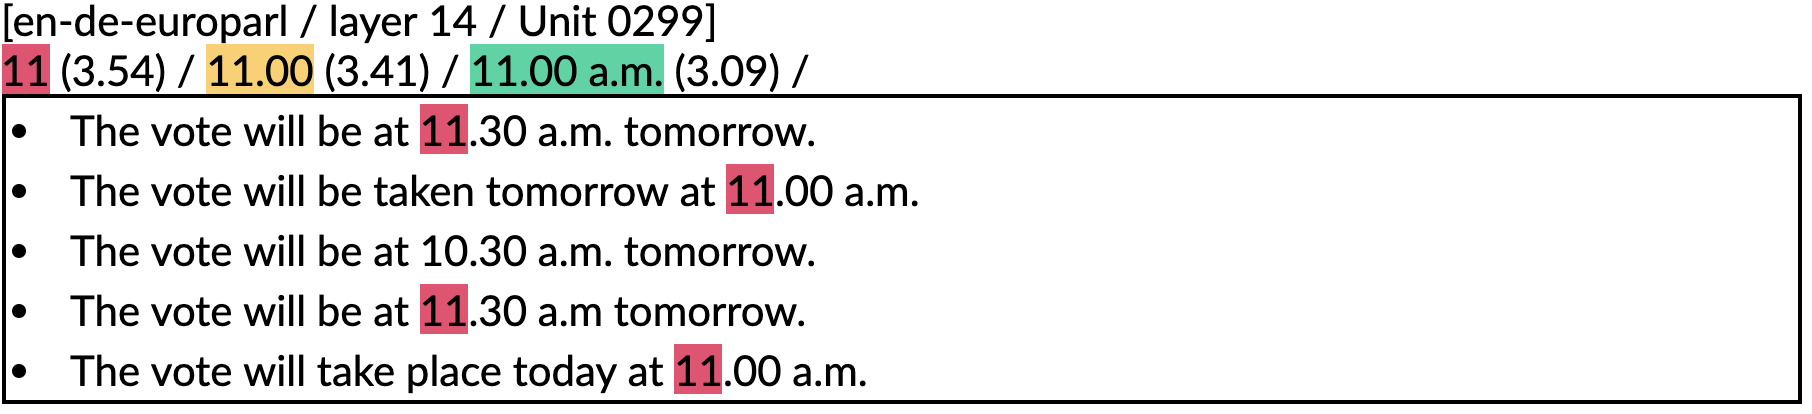 [en-de-europarl / layer 14 / Unit 0299]
11 (3.54) / 11.00 (3.41) / 11.00 a.m. (3.09) /
• The vote will be at 11.30 a.m. tomorrow.
• The vote will be taken tomorrow at 11.00 a.m.
• The vote will be at 10.30 a.m. tomorrow.
• The vote will be at 11.30 a.m tomorrow.
• The vote will take place today at 11.00 a.m.